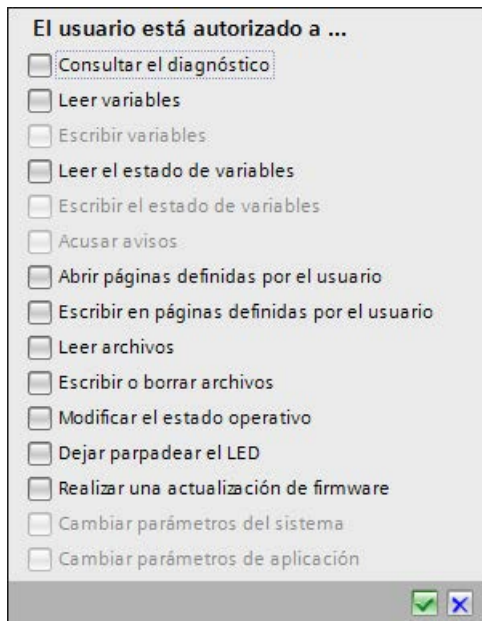 El usuario está autorizado a ...
Consultar el diagnóstico
Leer variables
Escribir variables
Leer el estado de variables
Escribir el estado de variables
Acusar avisos
Abrir páginas definidas por el usuario
Escribir en páginas definidas por el usuario
Leer archivos
Escribir o borrar archivos
Modificar el estado operativo
Dejar parpadear el LED
Realizar una actualización de firmware
Cambiar parámetros del sistema
Cambiar parámetros de aplicación